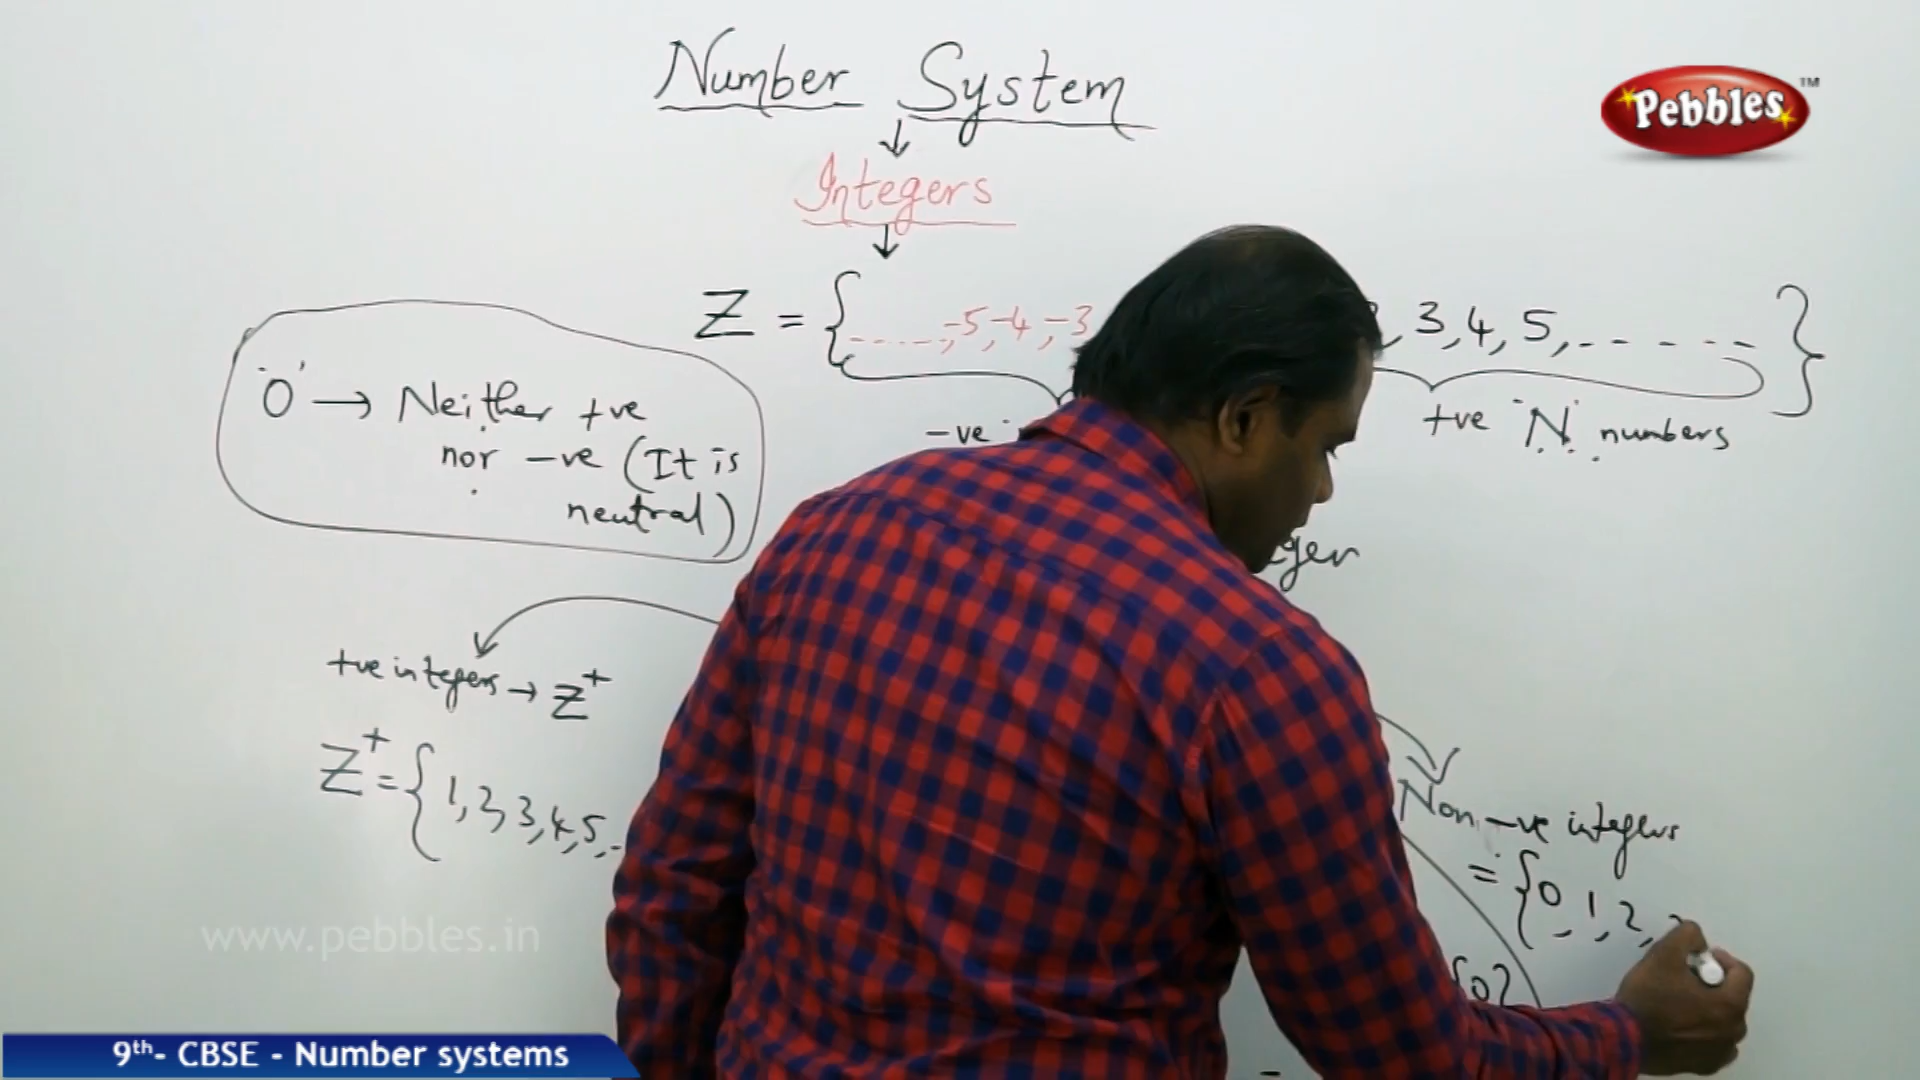 Number System
Pebbles™
Integers
Z = { ....., -5, -4, -3
3, 4, 5, ...... }
'0' → Neither +ve
nor -ve (It is
neutral)
-ve
+ve 'N' numbers
+ve integers → Z⁺
Z⁺ = { 1, 2, 3, 4, 5, .
Non -ve integers
= { 0, 1, 2,
{0}
www.pebbles.in
9th- CBSE - Number systems